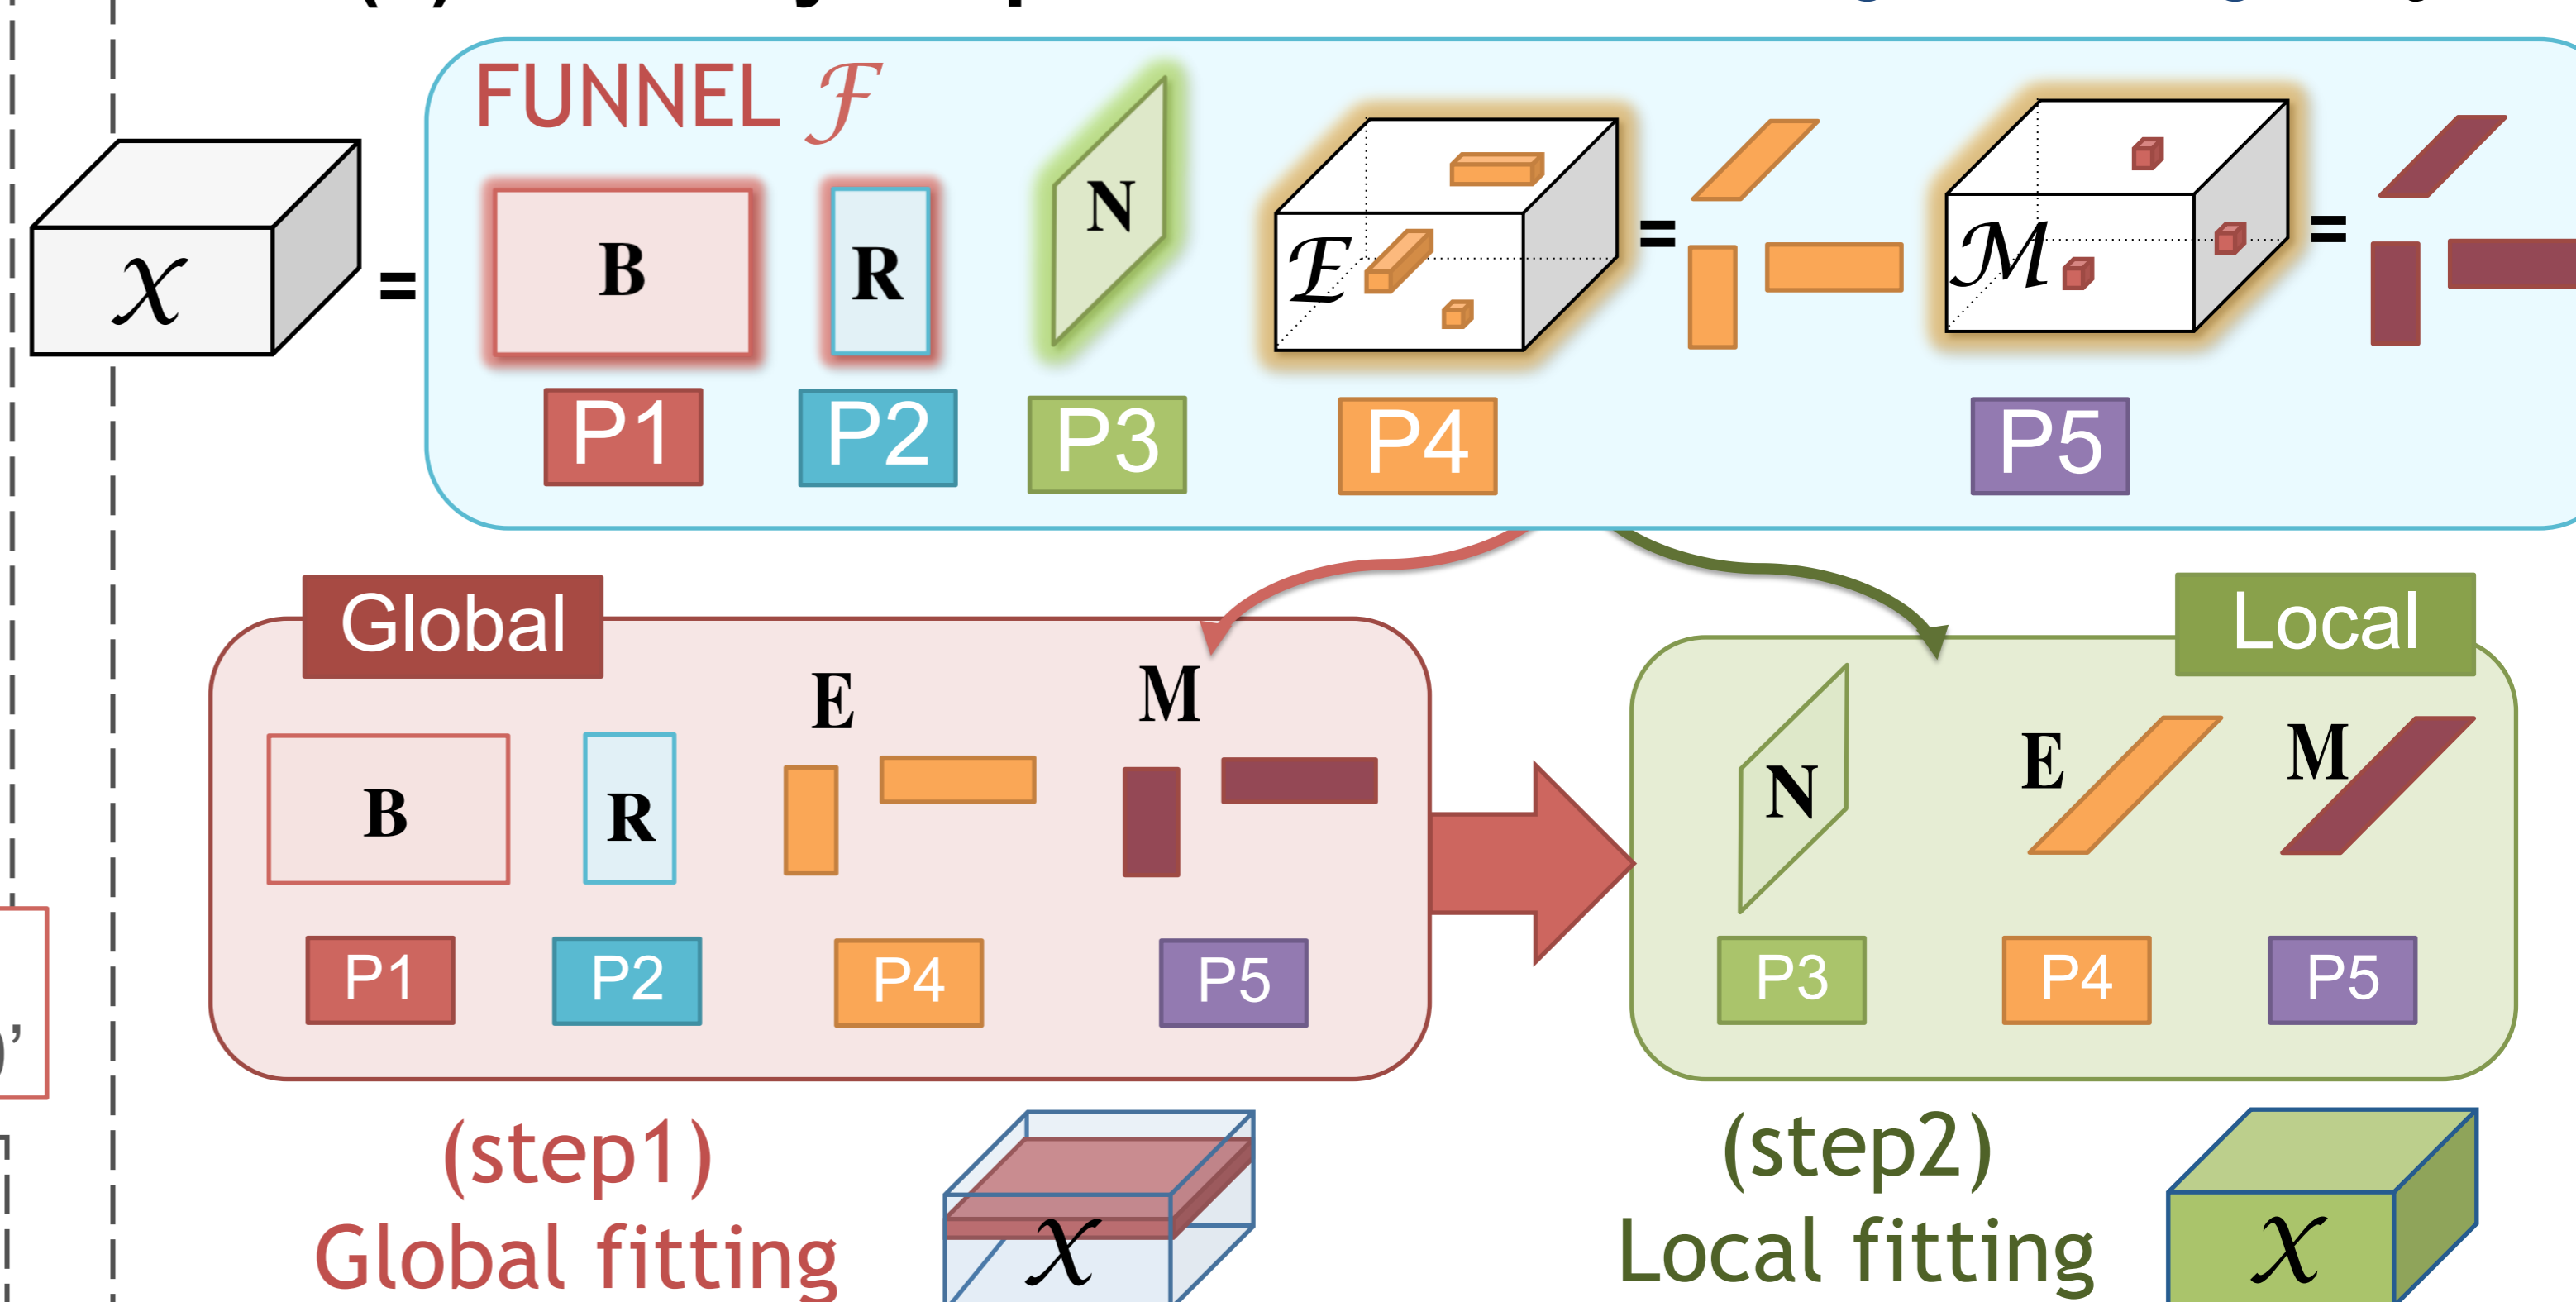 FUNNEL ℱ
𝒳 = B R N ℰ = ℳ =
P1 P2 P3 P4 P5
Global
Local
E M
B R
N E M
P1 P2 P4 P5
P3 P4 P5
(step1)
Global fitting
𝒳
(step2)
Local fitting
𝒳